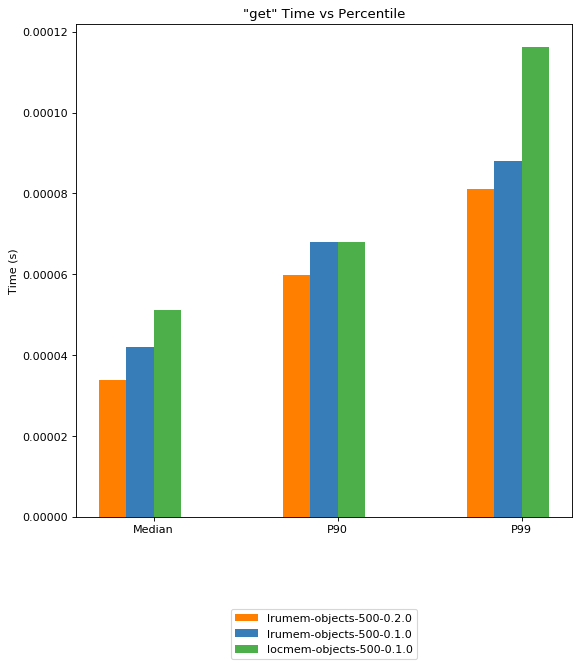 "get" Time vs Percentile
0.00012
0.00010
0.00008
0.00006
0.00004
0.00002
0.00000
Time (s)
Median P90 P99
lrumem-objects-500-0.2.0
lrumem-objects-500-0.1.0
locmem-objects-500-0.1.0